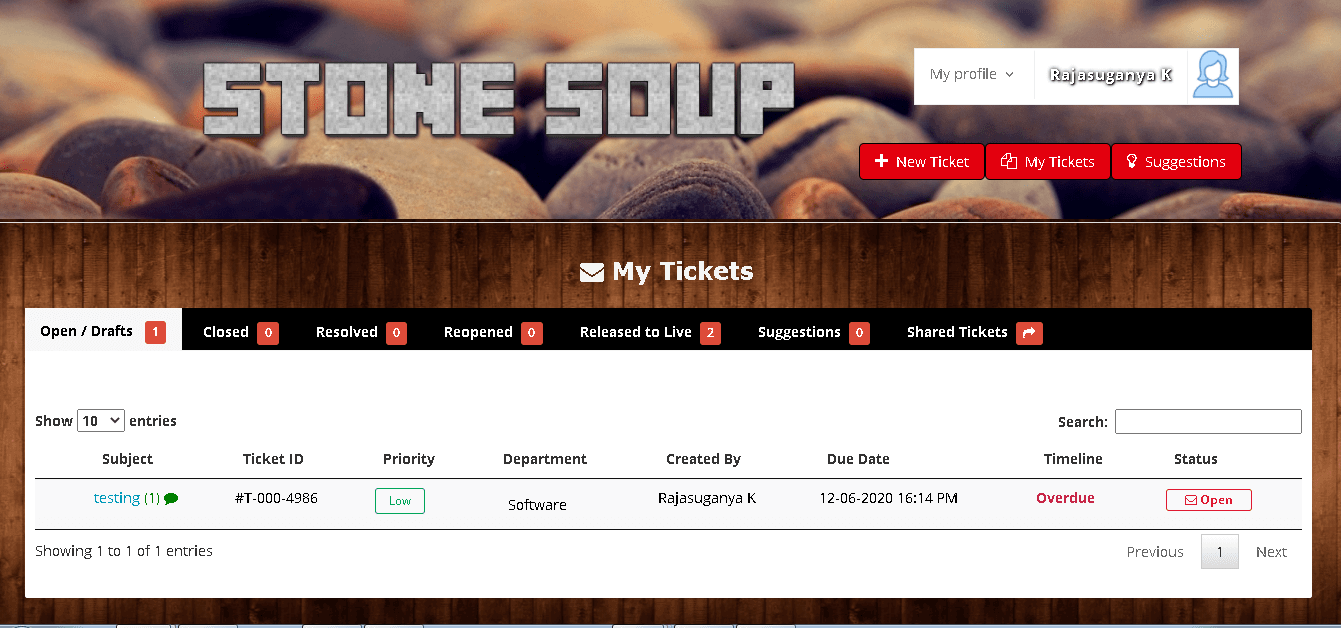 STONE SOUP
My profile
Rajasuganya K
New Ticket
My Tickets
Suggestions
My Tickets
Open / Drafts 1
Closed 0
Resolved 0
Reopened 0
Released to Live 2
Suggestions 0
Shared Tickets
Show 10 entries
Search:
Subject Ticket ID Priority Department Created By Due Date Timeline Status
testing (1) #T-000-4986 Low Software Rajasuganya K 12-06-2020 16:14 PM Overdue Open
Showing 1 to 1 of 1 entries
Previous 1 Next